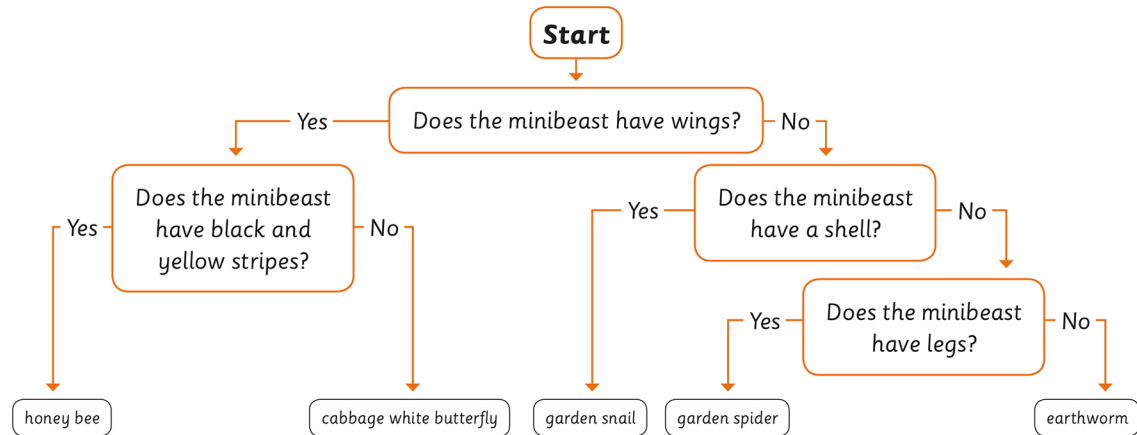 Start
Does the minibeast have wings?
Yes
No
Does the minibeast
have black and
yellow stripes?
Yes
No
Does the minibeast
have a shell?
Yes
No
Does the minibeast
have legs?
Yes
No
honey bee
cabbage white butterfly
garden snail
garden spider
earthworm